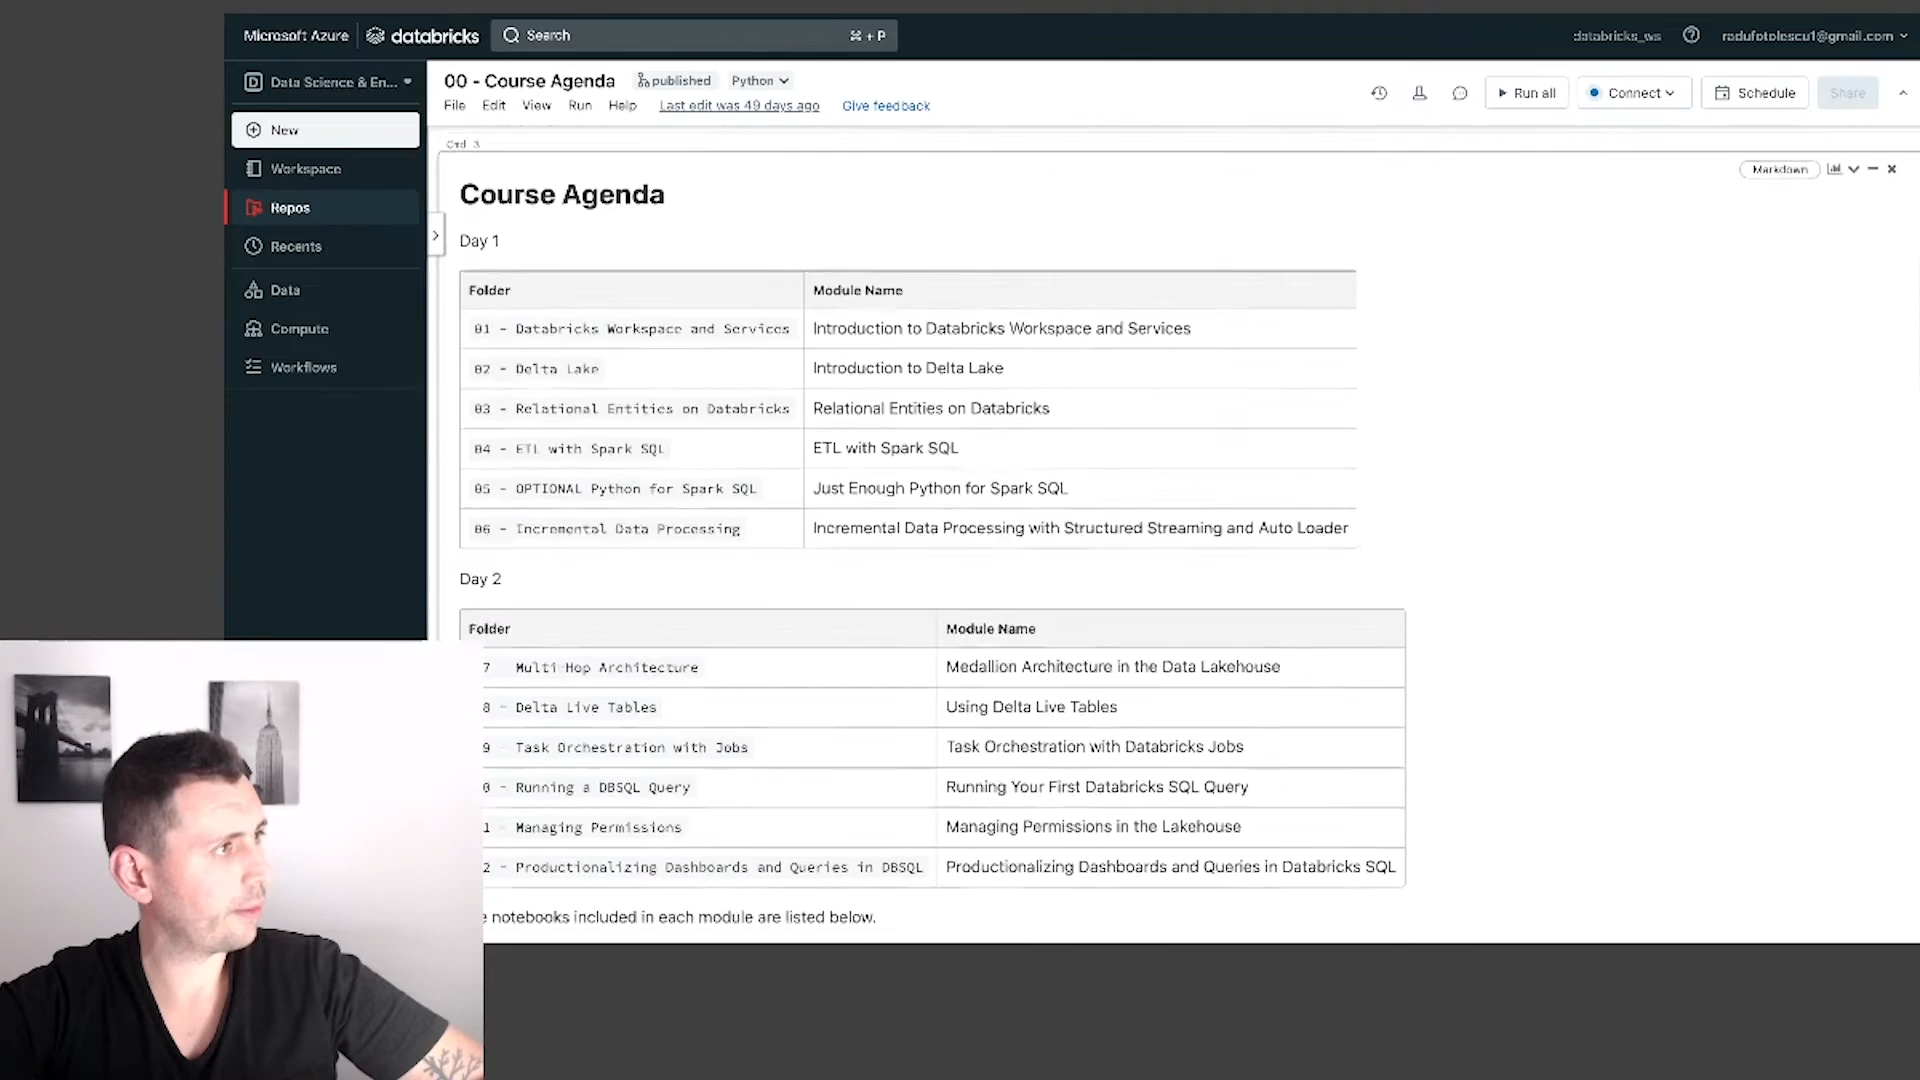 Microsoft Azure databricks Search ⌘ + P databricks_ws radufotolescu1@gmail.com
Data Science & En...
00 - Course Agenda published Python
File Edit View Run Help Last edit was 49 days ago Give feedback
Run all Connect Schedule Share
New
Workspace
Repos
Recents
Data
Compute
Workflows
Cmd 3
Markdown
Course Agenda
Day 1
Folder Module Name
01 - Databricks Workspace and Services Introduction to Databricks Workspace and Services
02 - Delta Lake Introduction to Delta Lake
03 - Relational Entities on Databricks Relational Entities on Databricks
04 - ETL with Spark SQL ETL with Spark SQL
05 - OPTIONAL Python for Spark SQL Just Enough Python for Spark SQL
06 - Incremental Data Processing Incremental Data Processing with Structured Streaming and Auto Loader
Day 2
Folder Module Name
7 - Multi Hop Architecture Medallion Architecture in the Data Lakehouse
8 - Delta Live Tables Using Delta Live Tables
9 - Task Orchestration with Jobs Task Orchestration with Databricks Jobs
0 - Running a DBSQL Query Running Your First Databricks SQL Query
1 - Managing Permissions Managing Permissions in the Lakehouse
2 - Productionalizing Dashboards and Queries in DBSQL Productionalizing Dashboards and Queries in Databricks SQL
e notebooks included in each module are listed below.